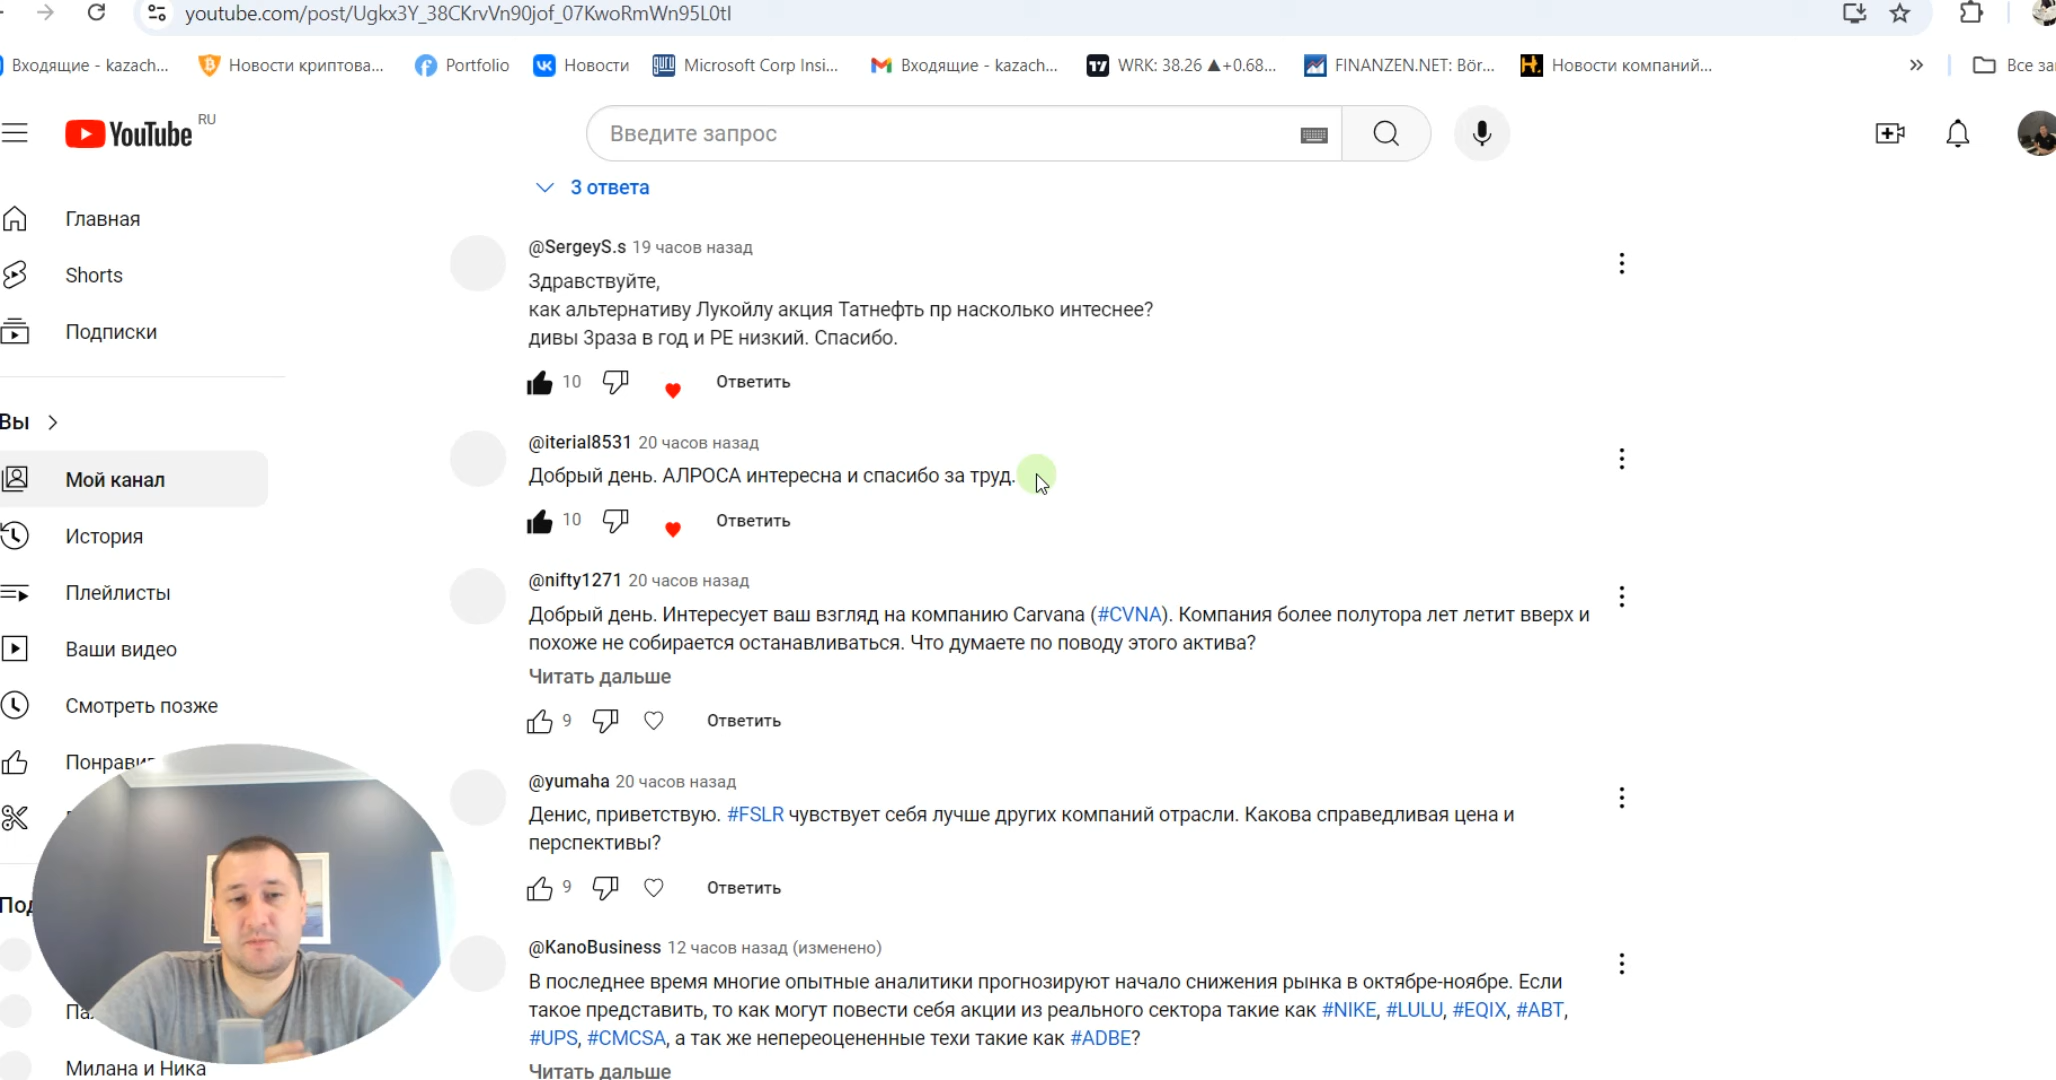 youtube.com/post/Ugkx3Y_38CKrvVn90jof_07KwoRmWn95L0tI
Входящие - kazach... Новости криптова... Portfolio Новости Microsoft Corp Insi... Входящие - kazach... WRK: 38.26 ▲+0.68... FINANZEN.NET: Bör... Новости компаний... » Все за
YouTube RU
Введите запрос
3 ответа
Главная
Shorts
Подписки
Вы
Мой канал
История
Плейлисты
Ваши видео
Смотреть позже
Милана и Ника
@SergeyS.s 19 часов назад
Здравствуйте,
как альтернативу Лукойлу акция Татнефть пр насколько интеснее?
дивы 3раза в год и РЕ низкий. Спасибо.
10 Ответить
@iterial8531 20 часов назад
Добрый день. АЛРОСА интересна и спасибо за труд.
10 Ответить
@nifty1271 20 часов назад
Добрый день. Интересует ваш взгляд на компанию Carvana (#CVNA). Компания более полутора лет летит вверх и
похоже не собирается останавливаться. Что думаете по поводу этого актива?
Читать дальше
9 Ответить
@yumaha 20 часов назад
Денис, приветствую. #FSLR чувствует себя лучше других компаний отрасли. Какова справедливая цена и
перспективы?
9 Ответить
@KanoBusiness 12 часов назад (изменено)
В последнее время многие опытные аналитики прогнозируют начало снижения рынка в октябре-ноябре. Если
такое представить, то как могут повести себя акции из реального сектора такие как #NIKE, #LULU, #EQIX, #ABT,
#UPS, #CMCSA, а так же непереоцененные техи такие как #ADBE?
Читать дальше